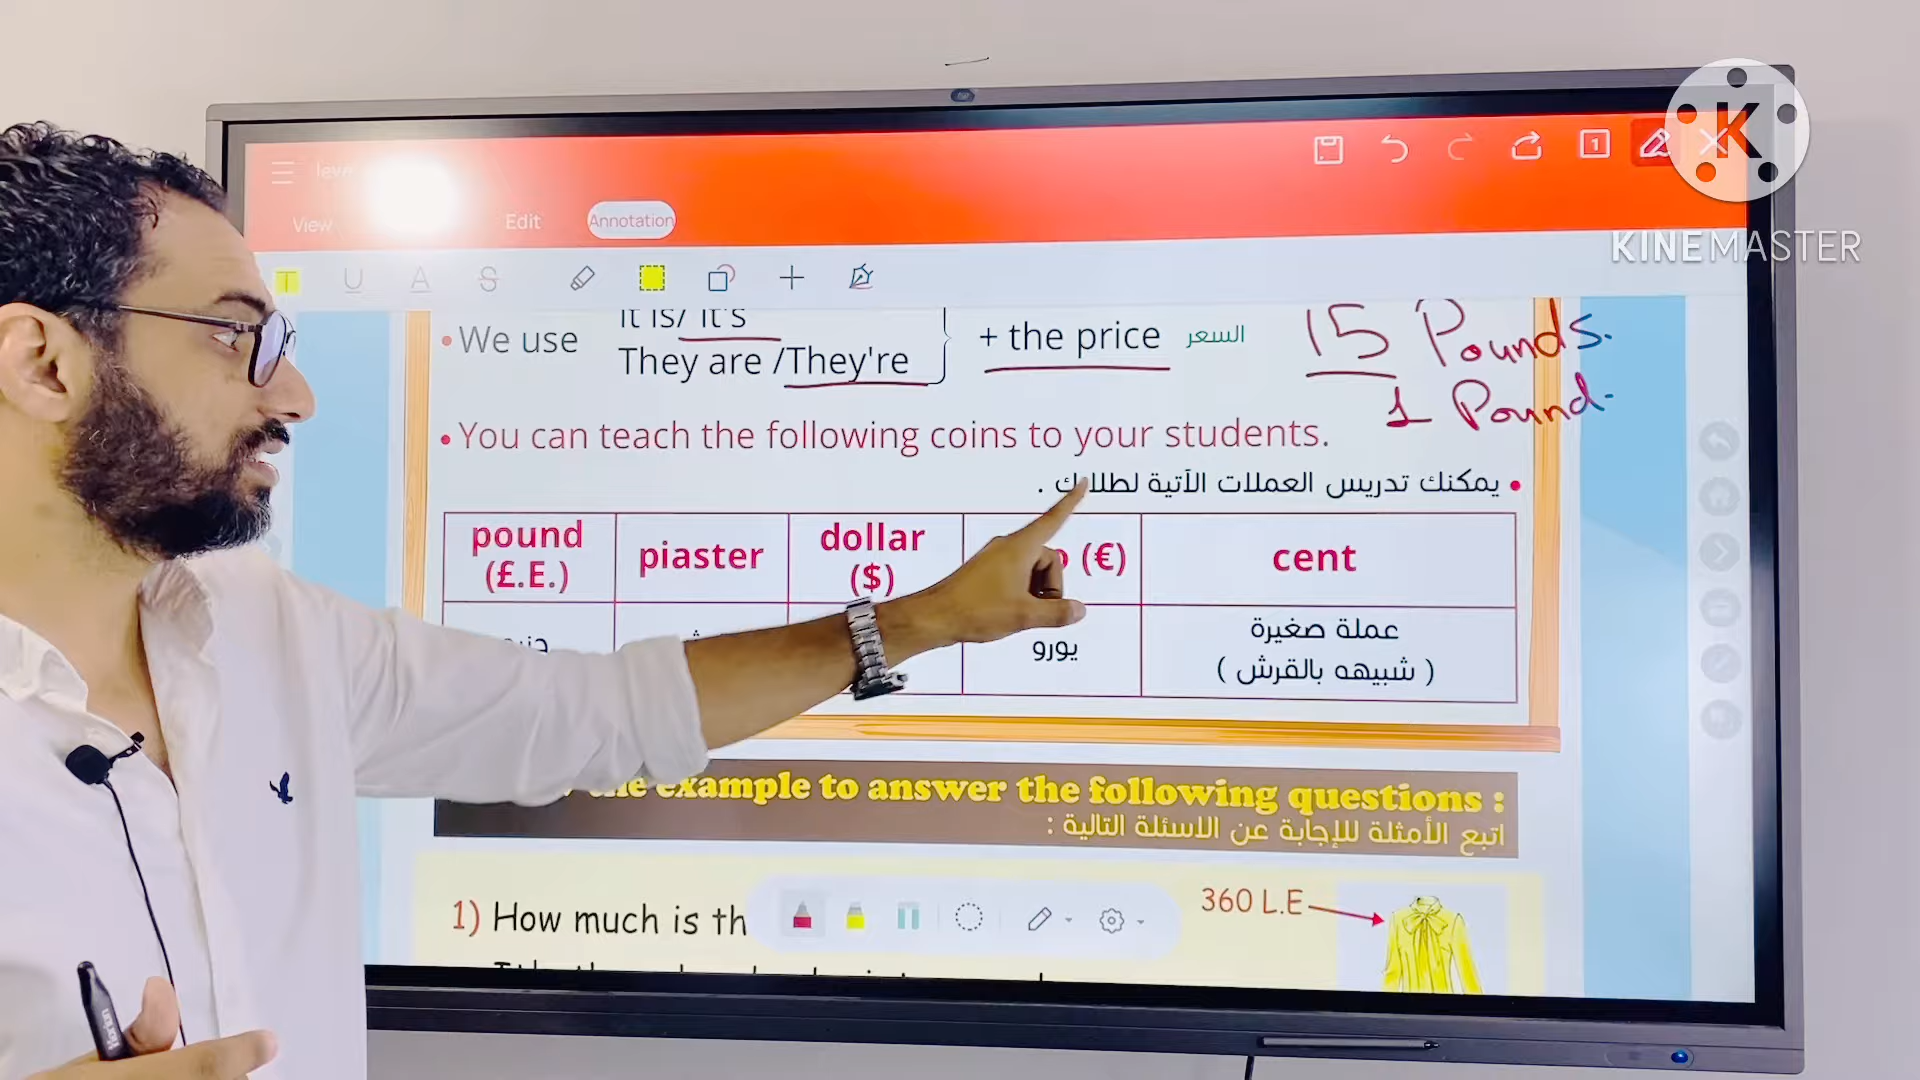 KINEMASTER
View
Edit
Annotation
It is/ It's
• We use
They are /They're
+ the price السعر
15 Pounds.
1 Pound.
• You can teach the following coins to your students.
• يمكنك تدريس العملات الآتية لطلابك .
pound (£.E.)
piaster
dollar ($)
(€)
cent
يورو
عملة صغيرة
( شبيهه بالقرش )
the example to answer the following questions :
اتبع الأمثلة للإجابة عن الاسئلة التالية :
1) How much is th
360 L.E